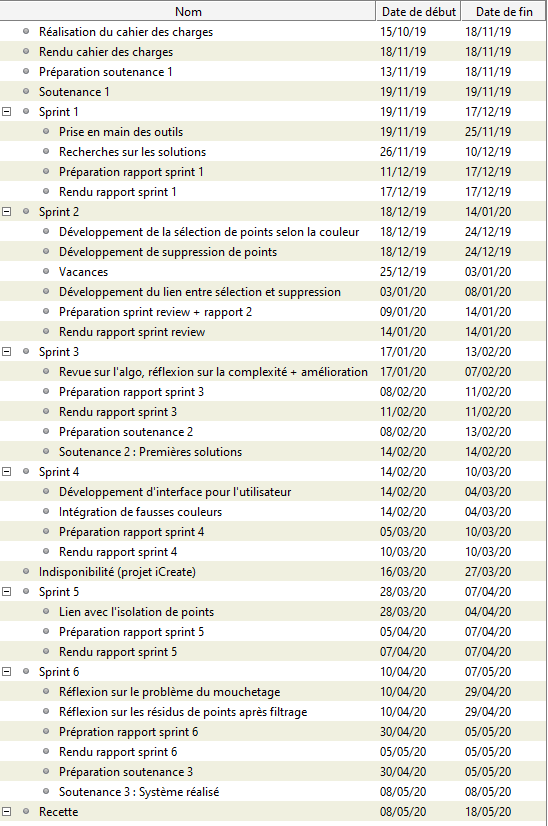 Nom Date de début Date de fin
Réalisation du cahier des charges 15/10/19 18/11/19
Rendu cahier des charges 18/11/19 18/11/19
Préparation soutenance 1 13/11/19 18/11/19
Soutenance 1 19/11/19 19/11/19
Sprint 1 19/11/19 17/12/19
Prise en main des outils 19/11/19 25/11/19
Recherches sur les solutions 26/11/19 10/12/19
Préparation rapport sprint 1 11/12/19 17/12/19
Rendu rapport sprint 1 17/12/19 17/12/19
Sprint 2 18/12/19 14/01/20
Développement de la sélection de points selon la couleur 18/12/19 24/12/19
Développement de suppression de points 18/12/19 24/12/19
Vacances 25/12/19 03/01/20
Développement du lien entre sélection et suppression 03/01/20 08/01/20
Préparation sprint review + rapport 2 09/01/20 14/01/20
Rendu rapport sprint review 14/01/20 14/01/20
Sprint 3 17/01/20 13/02/20
Revue sur l'algo, réflexion sur la complexité + amélioration 17/01/20 07/02/20
Préparation rapport sprint 3 08/02/20 11/02/20
Rendu rapport sprint 3 11/02/20 11/02/20
Préparation soutenance 2 08/02/20 13/02/20
Soutenance 2 : Premières solutions 14/02/20 14/02/20
Sprint 4 14/02/20 10/03/20
Développement d'interface pour l'utilisateur 14/02/20 04/03/20
Intégration de fausses couleurs 14/02/20 04/03/20
Préparation rapport sprint 4 05/03/20 10/03/20
Rendu rapport sprint 4 10/03/20 10/03/20
Indisponibilité (projet iCreate) 16/03/20 27/03/20
Sprint 5 28/03/20 07/04/20
Lien avec l'isolation de points 28/03/20 04/04/20
Préparation rapport sprint 5 05/04/20 07/04/20
Rendu rapport sprint 5 07/04/20 07/04/20
Sprint 6 10/04/20 07/05/20
Réflexion sur le problème du mouchetage 10/04/20 29/04/20
Réflexion sur les résidus de points après filtrage 10/04/20 29/04/20
Prépration rapport sprint 6 30/04/20 05/05/20
Rendu rapport sprint 6 05/05/20 05/05/20
Préparation soutenance 3 30/04/20 05/05/20
Soutenance 3 : Système réalisé 08/05/20 08/05/20
Recette 08/05/20 18/05/20